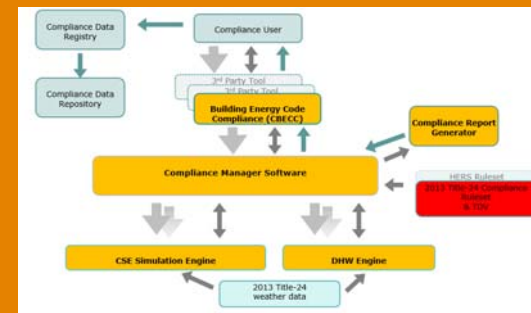 Compliance Data
Registry
Compliance User
3rd Party Tool
3rd Party Tool
Compliance Data
Repository
Building Energy Code
Compliance (CBECC)
Compliance Report
Generator
Compliance Manager Software
HERS Ruleset
2013 Title-24 Compliance
Ruleset
& TDV
CSE Simulation Engine
DHW Engine
2013 Title-24
weather data